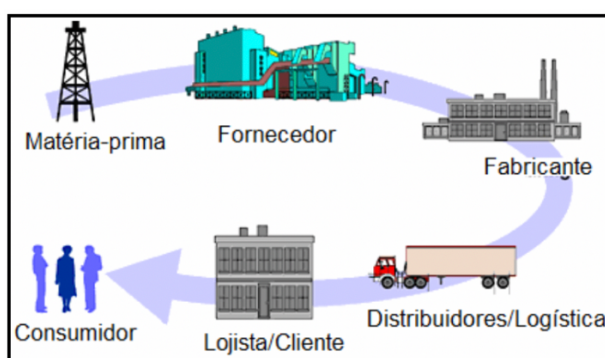 Matéria-prima
Fornecedor
Fabricante
Distribuidores/Logística
Lojista/Cliente
Consumidor